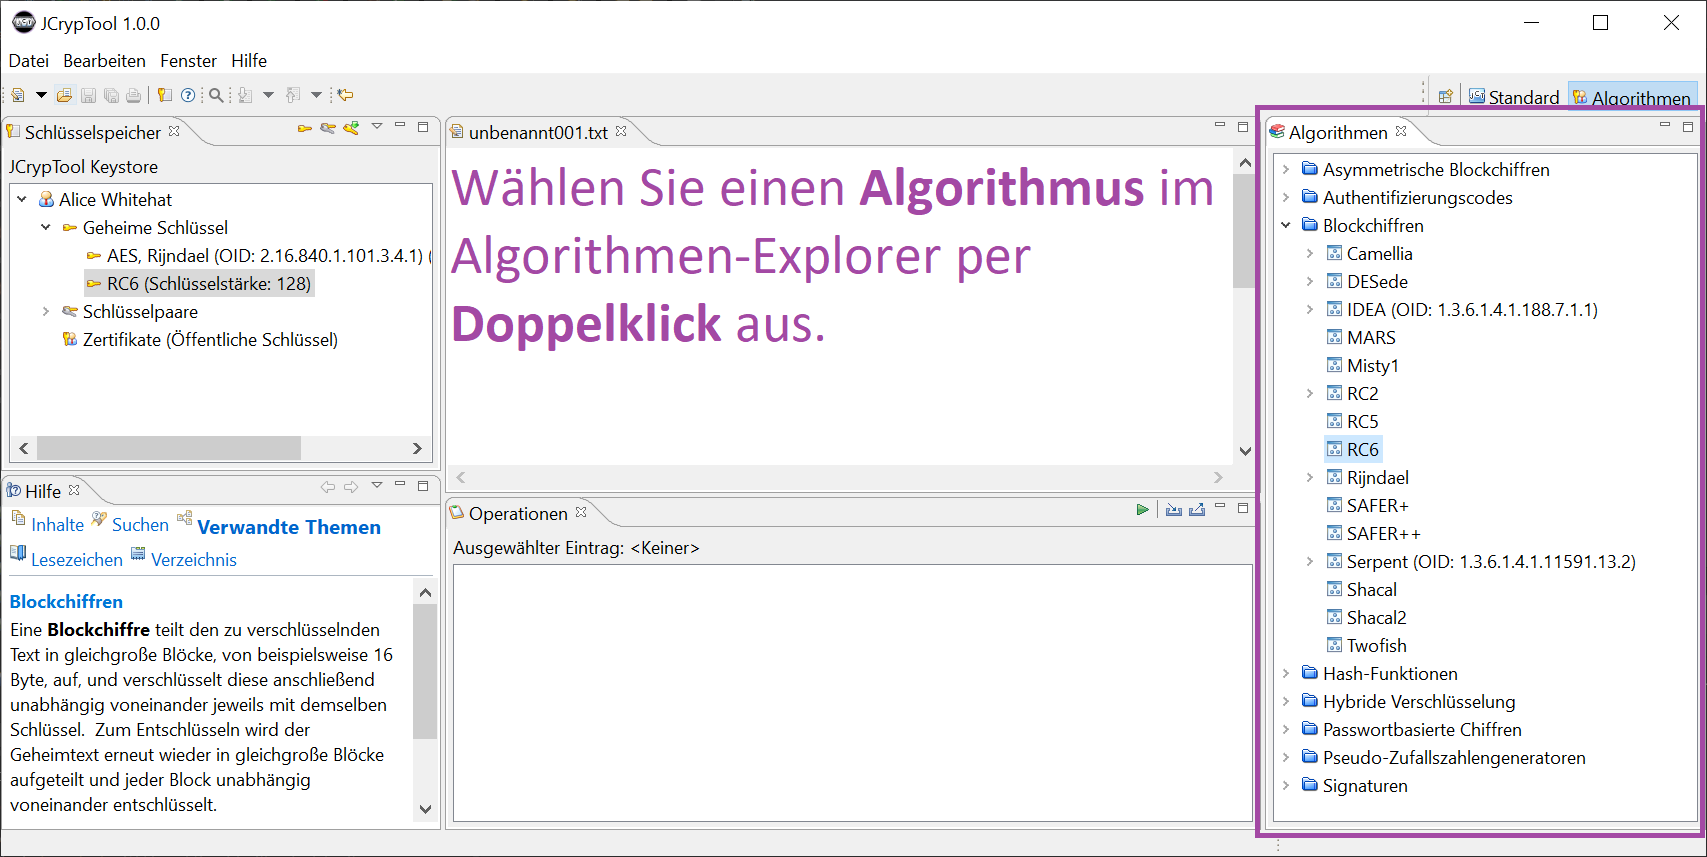 JCrypTool 1.0.0
Datei Bearbeiten Fenster Hilfe
Standard Algorithmen
Schlüsselspeicher
JCrypTool Keystore
Alice Whitehat
Geheime Schlüssel
AES, Rijndael (OID: 2.16.840.1.101.3.4.1) (
RC6 (Schlüsselstärke: 128)
Schlüsselpaare
Zertifikate (Öffentliche Schlüssel)
Hilfe
Inhalte Suchen Verwandte Themen
Lesezeichen Verzeichnis
Blockchiffren
Eine Blockchiffre teilt den zu verschlüsselnden
Text in gleichgroße Blöcke, von beispielsweise 16
Byte, auf, und verschlüsselt diese anschließend
unabhängig voneinander jeweils mit demselben
Schlüssel. Zum Entschlüsseln wird der
Geheimtext erneut wieder in gleichgroße Blöcke
aufgeteilt und jeder Block unabhängig
voneinander entschlüsselt.
unbenannt001.txt
Wählen Sie einen Algorithmus im
Algorithmen-Explorer per
Doppelklick aus.
Operationen
Ausgewählter Eintrag: <Keiner>
Algorithmen
Asymmetrische Blockchiffren
Authentifizierungscodes
Blockchiffren
Camellia
DESede
IDEA (OID: 1.3.6.1.4.1.188.7.1.1)
MARS
Misty1
RC2
RC5
RC6
Rijndael
SAFER+
SAFER++
Serpent (OID: 1.3.6.1.4.1.11591.13.2)
Shacal
Shacal2
Twofish
Hash-Funktionen
Hybride Verschlüsselung
Passwortbasierte Chiffren
Pseudo-Zufallszahlengeneratoren
Signaturen